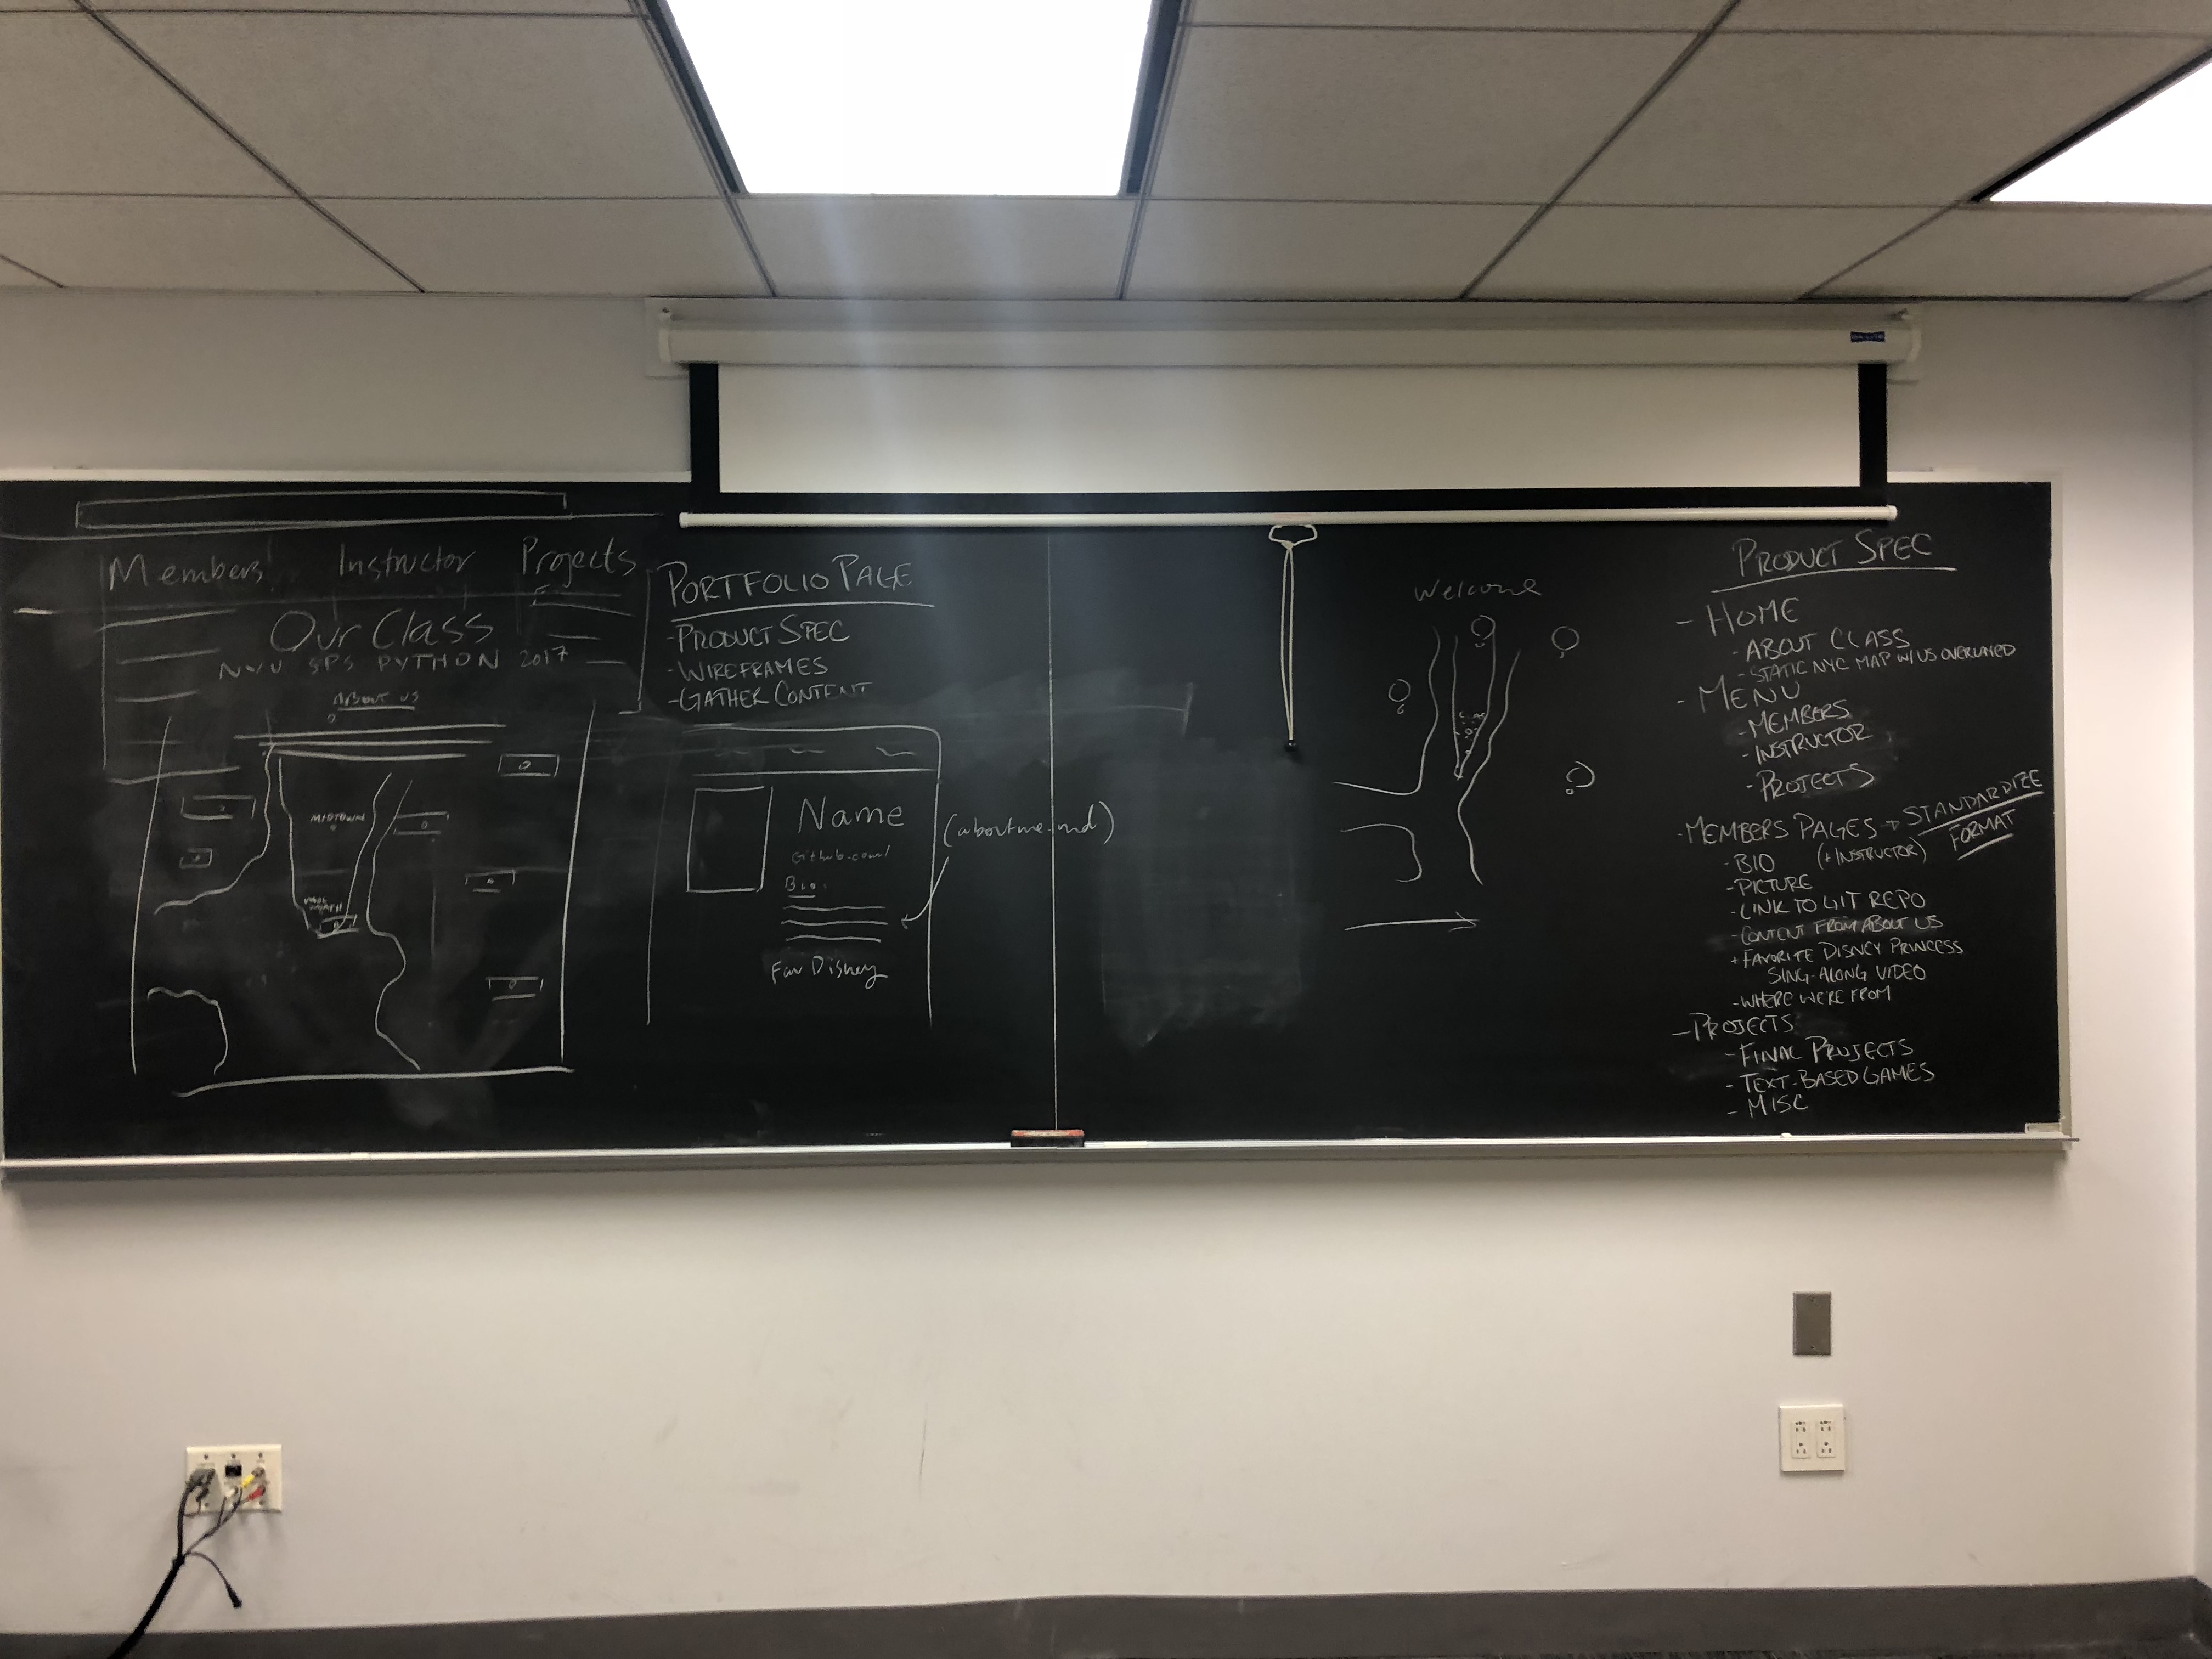 Members Instructor Projects
Our Class
NYU SPS PYTHON 2017
ABOUT US
MIDTOWN
PORTFOLIO PAGE
- PRODUCT SPEC
- WIREFRAMES
- GATHER CONTENT
Name
Github.com/
Bio.
Fav Disney
(aboutme.md)
Welcome
PRODUCT SPEC
- HOME
- ABOUT CLASS
- STATIC NYC MAP W/US OVERLAYED
- MENU
- MEMBERS
- INSTRUCTOR
- PROJECTS
- MEMBERS PAGES → STANDARDIZE
FORMAT
- BIO (+ INSTRUCTOR)
- PICTURE
- LINK TO GIT REPO
- CONTENT FROM ABOUT US
+ FAVORITE DISNEY PRINCESS
SING-ALONG VIDEO
- WHERE WE'RE FROM
- PROJECTS
- FINAL PROJECTS
- TEXT-BASED GAMES
- MISC